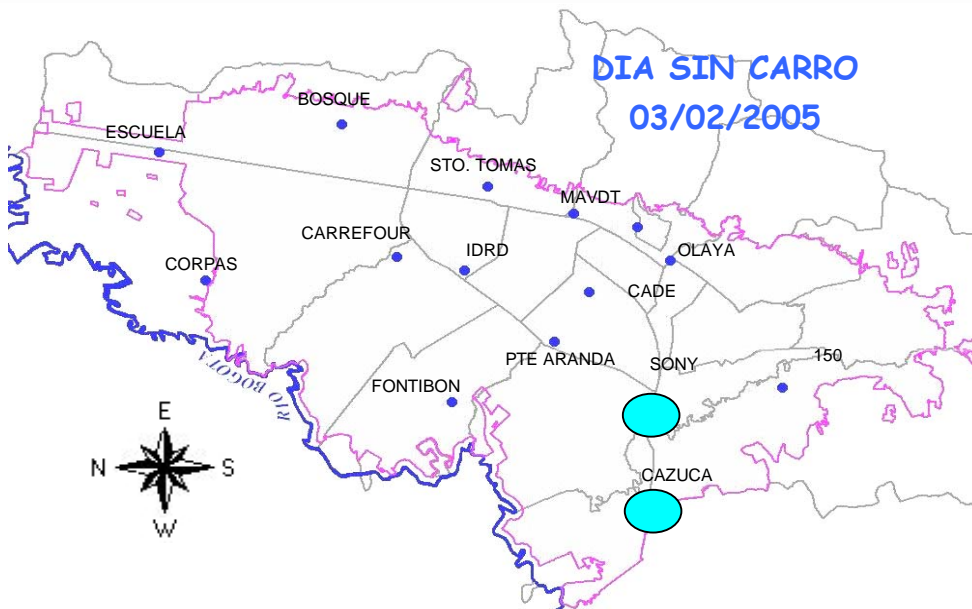 DIA SIN CARRO
03/02/2005
BOSQUE
ESCUELA
STO. TOMAS
MAVDT
CARREFOUR
IDRD
OLAYA
CORPAS
CADE
PTE ARANDA
SONY
150
FONTIBON
RIO BOGOTA
E
N
S
W
CAZUCA